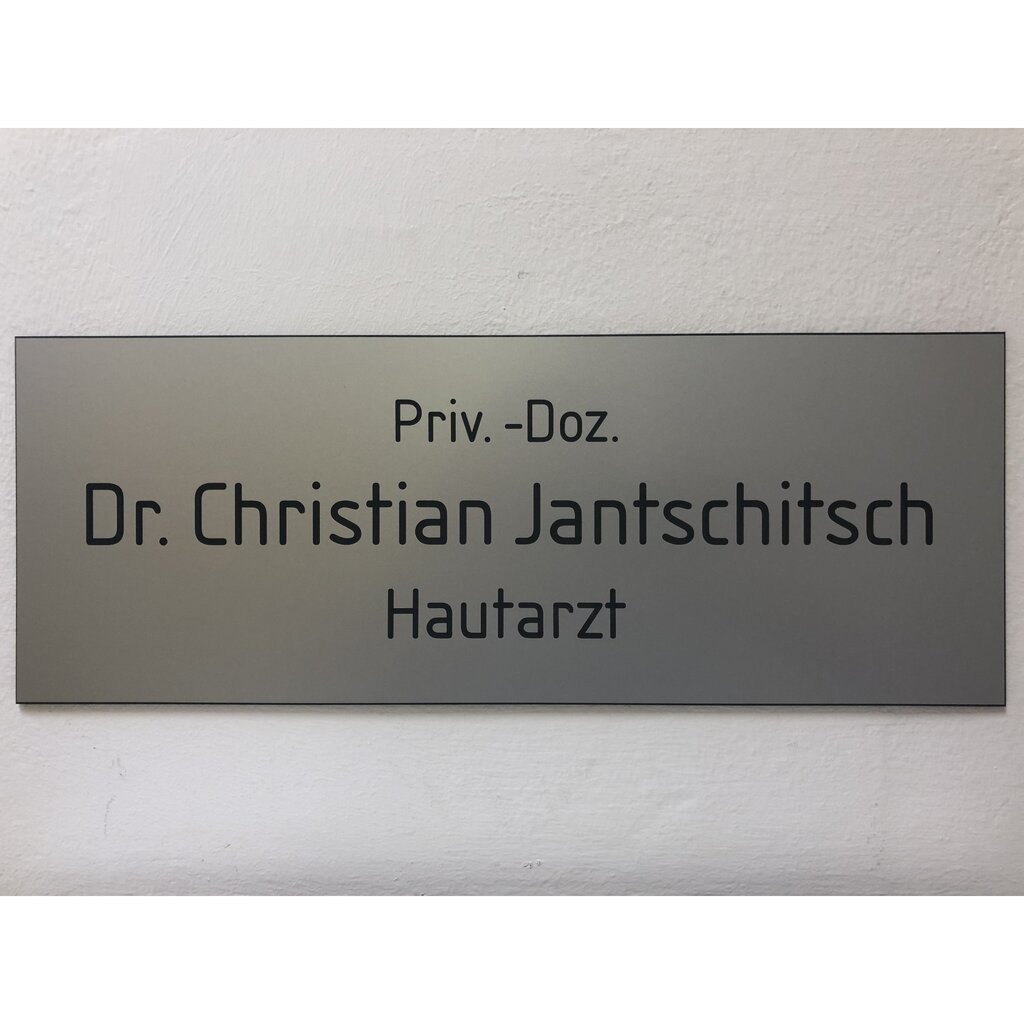 Priv. -Doz.
Dr. Christian Jantschitsch
Hautarzt